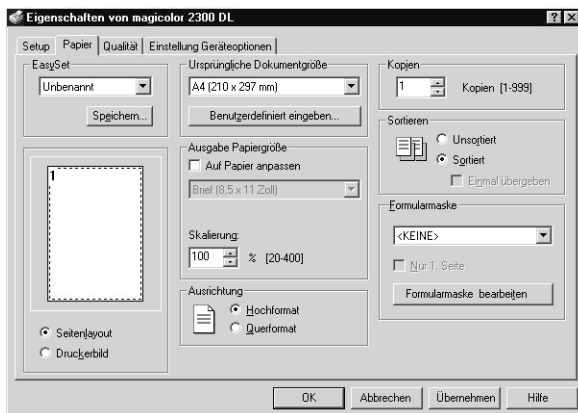 Eigenschaften von magicolor 2300 DL
Setup Papier Qualität Einstellung Geräteoptionen
EasySet
Unbenannt
Speichern...
1
Seitenlayout
Druckerbild
Ursprüngliche Dokumentgröße
A4 (210 x 297 mm)
Benutzerdefiniert eingeben...
Ausgabe Papiergröße
Auf Papier anpassen
Brief (8,5 x 11 Zoll)
Skalierung:
100 % [20-400]
Ausrichtung
Hochformat
Querformat
Kopien
1 Kopien [1-999]
Sortieren
Unsortiert
Sortiert
Einmal übergeben
Formularmaske
<KEINE>
Nur 1. Seite
Formularmaske bearbeiten
OK Abbrechen Übernehmen Hilfe